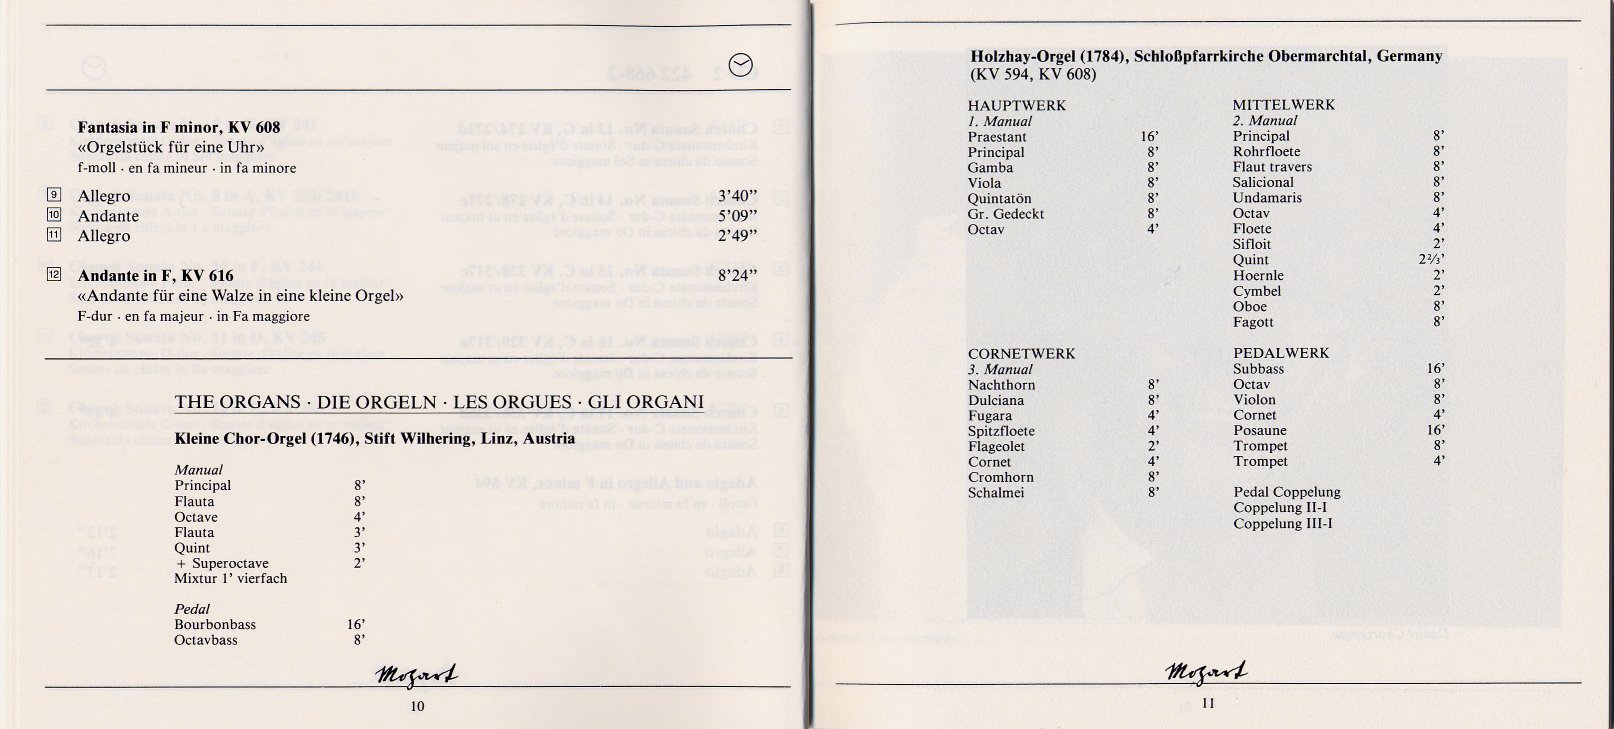 Fantasia in F minor, KV 608
«Orgelstück für eine Uhr»
f-moll · en fa mineur · in fa minore
9 Allegro 3’40”
10 Andante 5’09”
11 Allegro 2’49”
12 Andante in F, KV 616 8’24”
«Andante für eine Walze in eine kleine Orgel»
F-dur · en fa majeur · in Fa maggiore
THE ORGANS · DIE ORGELN · LES ORGUES · GLI ORGANI
Kleine Chor-Orgel (1746), Stift Wilhering, Linz, Austria
Manual
Principal 8’
Flauta 8’
Octave 4’
Flauta 3’
Quint 3’
+ Superoctave 2’
Mixtur 1’ vierfach
Pedal
Bourbonbass 16’
Octavbass 8’
Mozart
10
Holzhay-Orgel (1784), Schloßpfarrkirche Obermarchtal, Germany
(KV 594, KV 608)
HAUPTWERK
1. Manual
Praestant 16’
Principal 8’
Gamba 8’
Viola 8’
Quintatön 8’
Gr. Gedeckt 8’
Octav 4’
MITTELWERK
2. Manual
Principal 8’
Rohrfloete 8’
Flaut travers 8’
Salicional 8’
Undamaris 8’
Octav 4’
Floete 4’
Sifloit 2’
Quint 2⅔’
Hoernle 2’
Cymbel 2’
Oboe 8’
Fagott 8’
CORNETWERK
3. Manual
Nachthorn 8’
Dulciana 8’
Fugara 4’
Spitzfloete 4’
Flageolet 2’
Cornet 4’
Cromhorn 8’
Schalmei 8’
PEDALWERK
Subbass 16’
Octav 8’
Violon 8’
Cornet 4’
Posaune 16’
Trompet 8’
Trompet 4’
Pedal Coppelung
Coppelung II-I
Coppelung III-I
Mozart
11